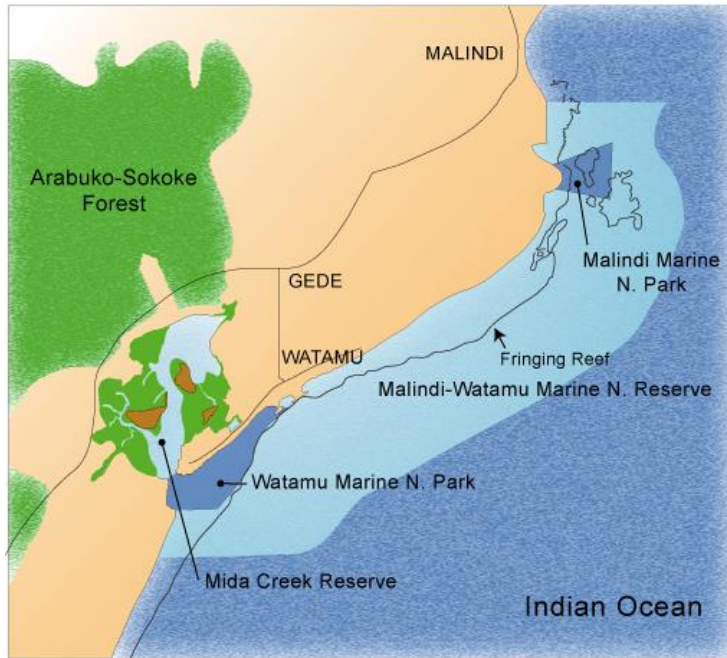 MALINDI
Arabuko-Sokoke
Forest
Malindi Marine
N. Park
GEDE
WATAMU
Fringing Reef
Malindi-Watamu Marine N. Reserve
Watamu Marine N. Park
Mida Creek Reserve
Indian Ocean